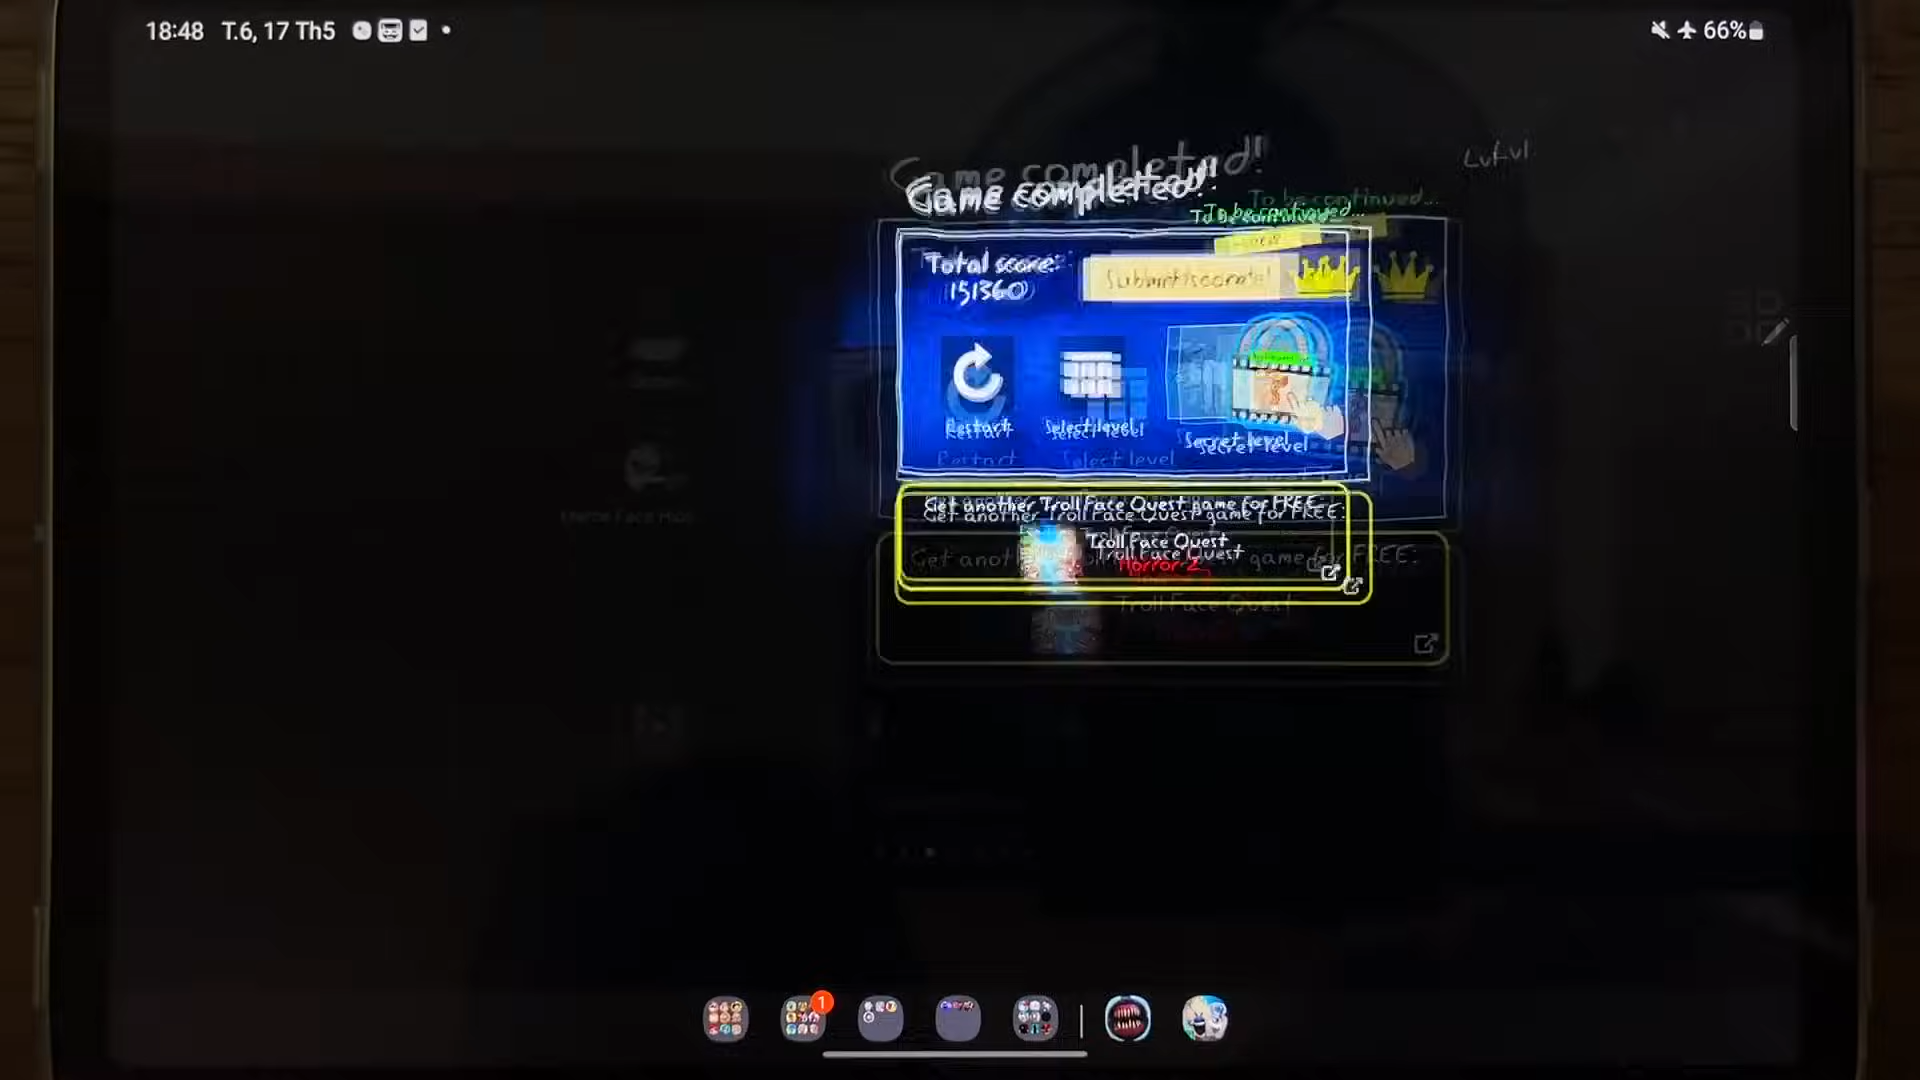 18:48 T.6, 17 Th5
66%
Game completed!
To be continued...
Total score:
151360
Submit score!
Restart
Select level
Secret level
Get another Troll Face Quest game for FREE:
Troll Face Quest
Horror 2
1